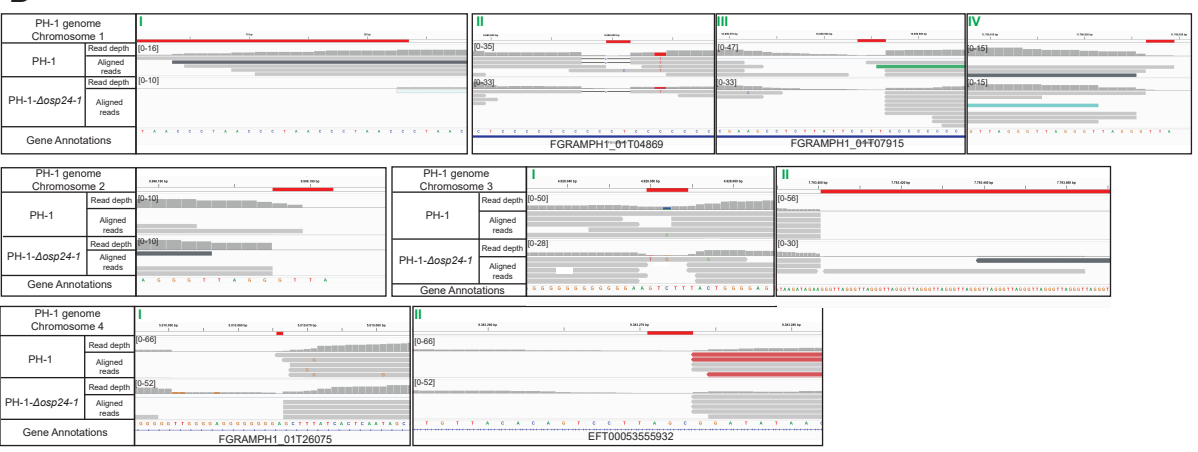 PH-1 genome
Chromosome 1
I
II
III
IV
PH-1
Read depth
Aligned
reads
[0-16]
[0-35]
[0-47]
[0-15]
PH-1-Δosp24-1
Read depth
Aligned
reads
[0-10]
[0-33]
[0-33]
[0-15]
Gene Annotations
T A A C C C T A A C C C T A A C C C T A A C C C T A A C
FGRAMPH1_01T04869
FGRAMPH1_01T07915
G T T A G G G T T A G G G T T A G G G T T A
PH-1 genome
Chromosome 2
PH-1
Read depth
Aligned
reads
[0-10]
PH-1-Δosp24-1
Read depth
Aligned
reads
[0-10]
Gene Annotations
A G G G T T A G G G T T A
PH-1 genome
Chromosome 3
I
II
PH-1
Read depth
Aligned
reads
[0-50]
[0-56]
PH-1-Δosp24-1
Read depth
Aligned
reads
[0-28]
[0-30]
Gene Annotations
G G G G G G G G G G G G A A G T C T T T A C T G G G G A G
PH-1 genome
Chromosome 4
I
II
PH-1
Read depth
Aligned
reads
[0-66]
[0-66]
PH-1-Δosp24-1
Read depth
Aligned
reads
[0-52]
[0-52]
Gene Annotations
T G T T A C A C A G T C C T T A G C G G A T A T A A
FGRAMPH1_01T26075
EFT00053555932